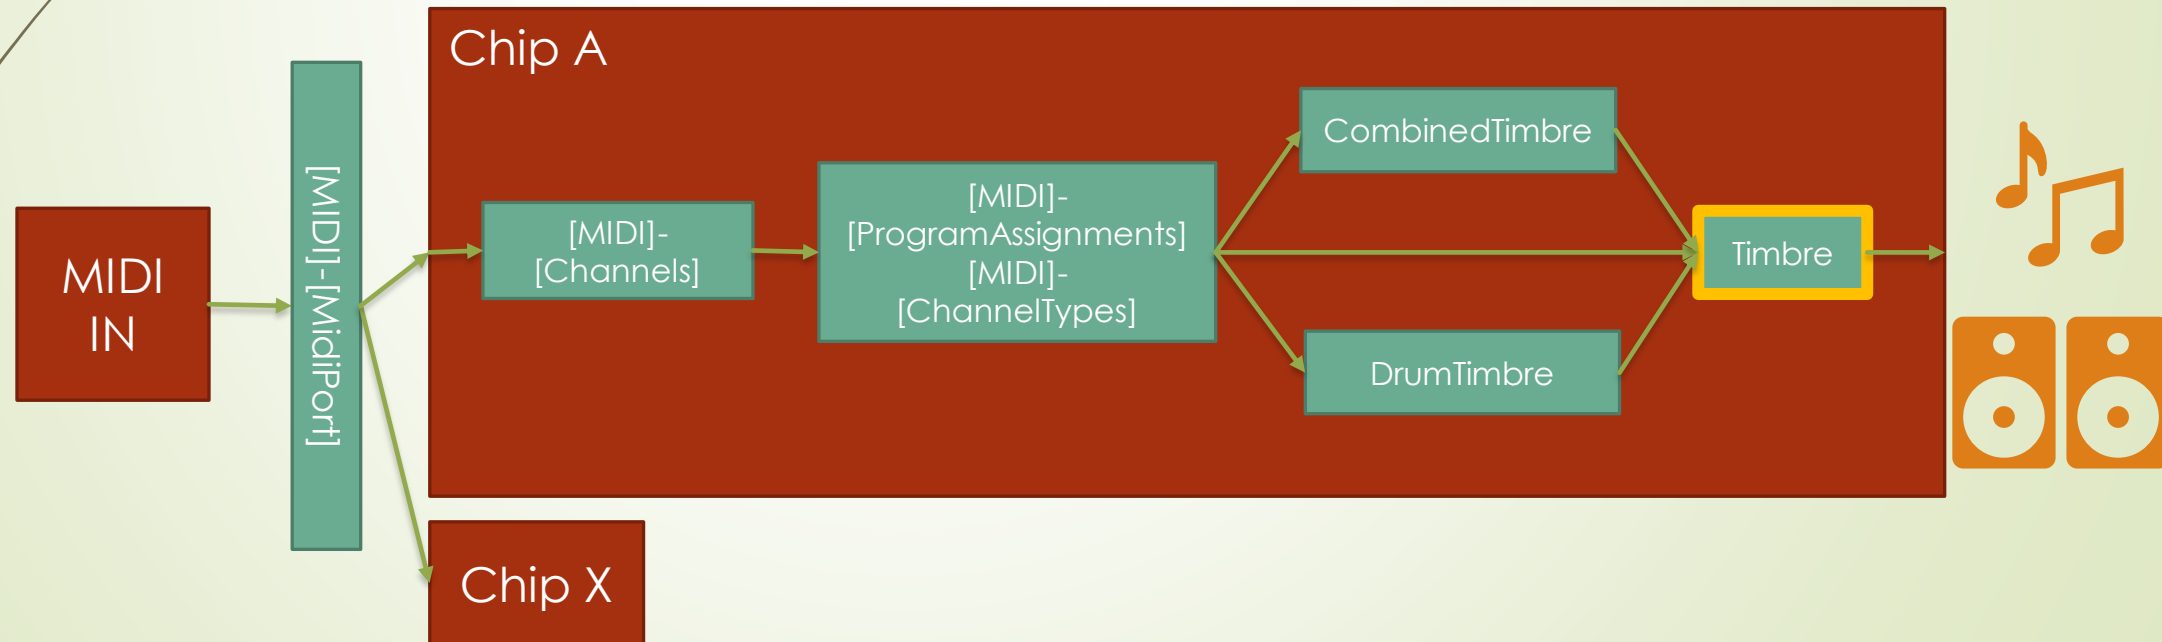 Chip A
MIDI
IN
[MIDI]-[MidiPort]
[MIDI]-
[Channels]
[MIDI]-
[ProgramAssignments]
[MIDI]-
[ChannelTypes]
CombinedTimbre
Timbre
DrumTimbre
Chip X